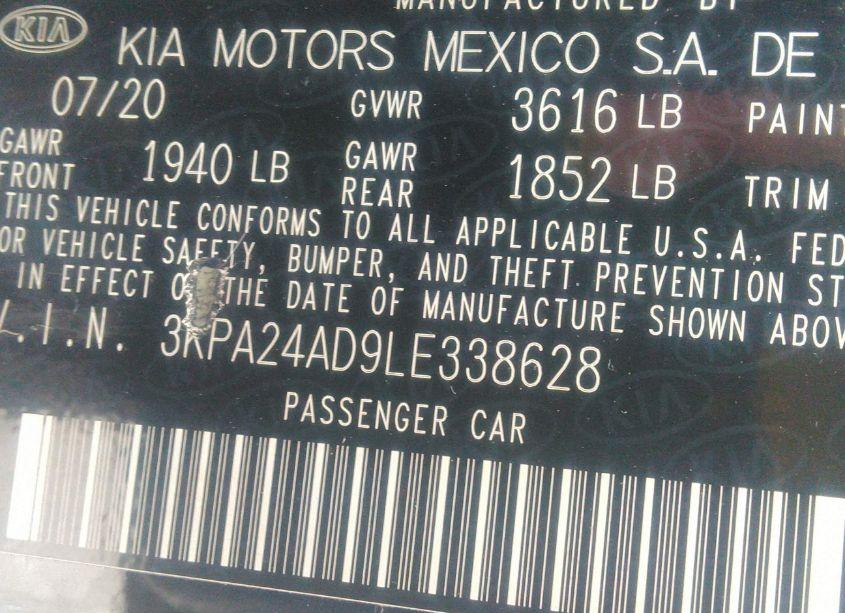 MANUFACTURED BY
KIA
KIA MOTORS MEXICO S.A. DE
07/20 GVWR 3616 LB PAINT
GAWR FRONT 1940 LB GAWR REAR 1852 LB TRIM
THIS VEHICLE CONFORMS TO ALL APPLICABLE U.S.A. FED
OR VEHICLE SAFETY, BUMPER, AND THEFT PREVENTION ST
IN EFFECT THE DATE OF MANUFACTURE SHOWN ABOV
.I.N. 3KPA24AD9LE338628
PASSENGER CAR